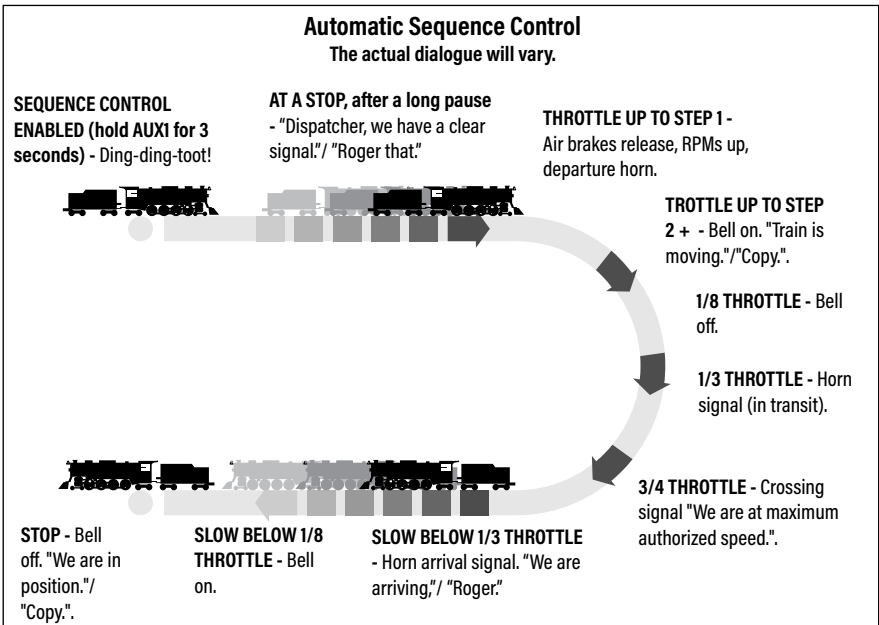 Automatic Sequence Control
The actual dialogue will vary.
SEQUENCE CONTROL
ENABLED (hold AUX1 for 3
seconds) - Ding-ding-toot!
AT A STOP, after a long pause
- “Dispatcher, we have a clear
signal.”/ “Roger that.”
THROTTLE UP TO STEP 1 -
Air brakes release, RPMs up,
departure horn.
TROTTLE UP TO STEP
2 + - Bell on. "Train is
moving."/"Copy.".
1/8 THROTTLE - Bell
off.
1/3 THROTTLE - Horn
signal (in transit).
3/4 THROTTLE - Crossing
signal "We are at maximum
authorized speed.".
SLOW BELOW 1/3 THROTTLE
- Horn arrival signal. “We are
arriving,”/ “Roger.”
SLOW BELOW 1/8
THROTTLE - Bell
on.
STOP - Bell
off. "We are in
position."/
"Copy.".